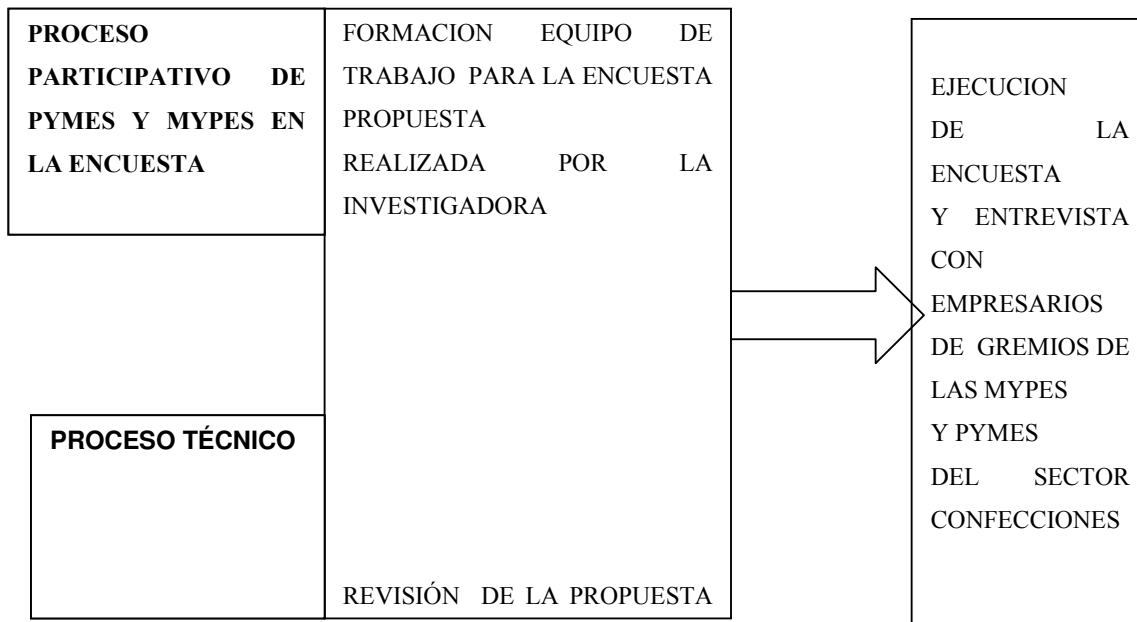 PROCESO
PARTICIPATIVO DE
PYMES Y MYPES EN
LA ENCUESTA
FORMACION EQUIPO DE
TRABAJO PARA LA ENCUESTA
PROPUESTA
REALIZADA POR LA
INVESTIGADORA
PROCESO TÉCNICO
REVISIÓN DE LA PROPUESTA
EJECUCION
DE LA
ENCUESTA
Y ENTREVISTA
CON
EMPRESARIOS
DE GREMIOS DE
LAS MYPES
Y PYMES
DEL SECTOR
CONFECCIONES